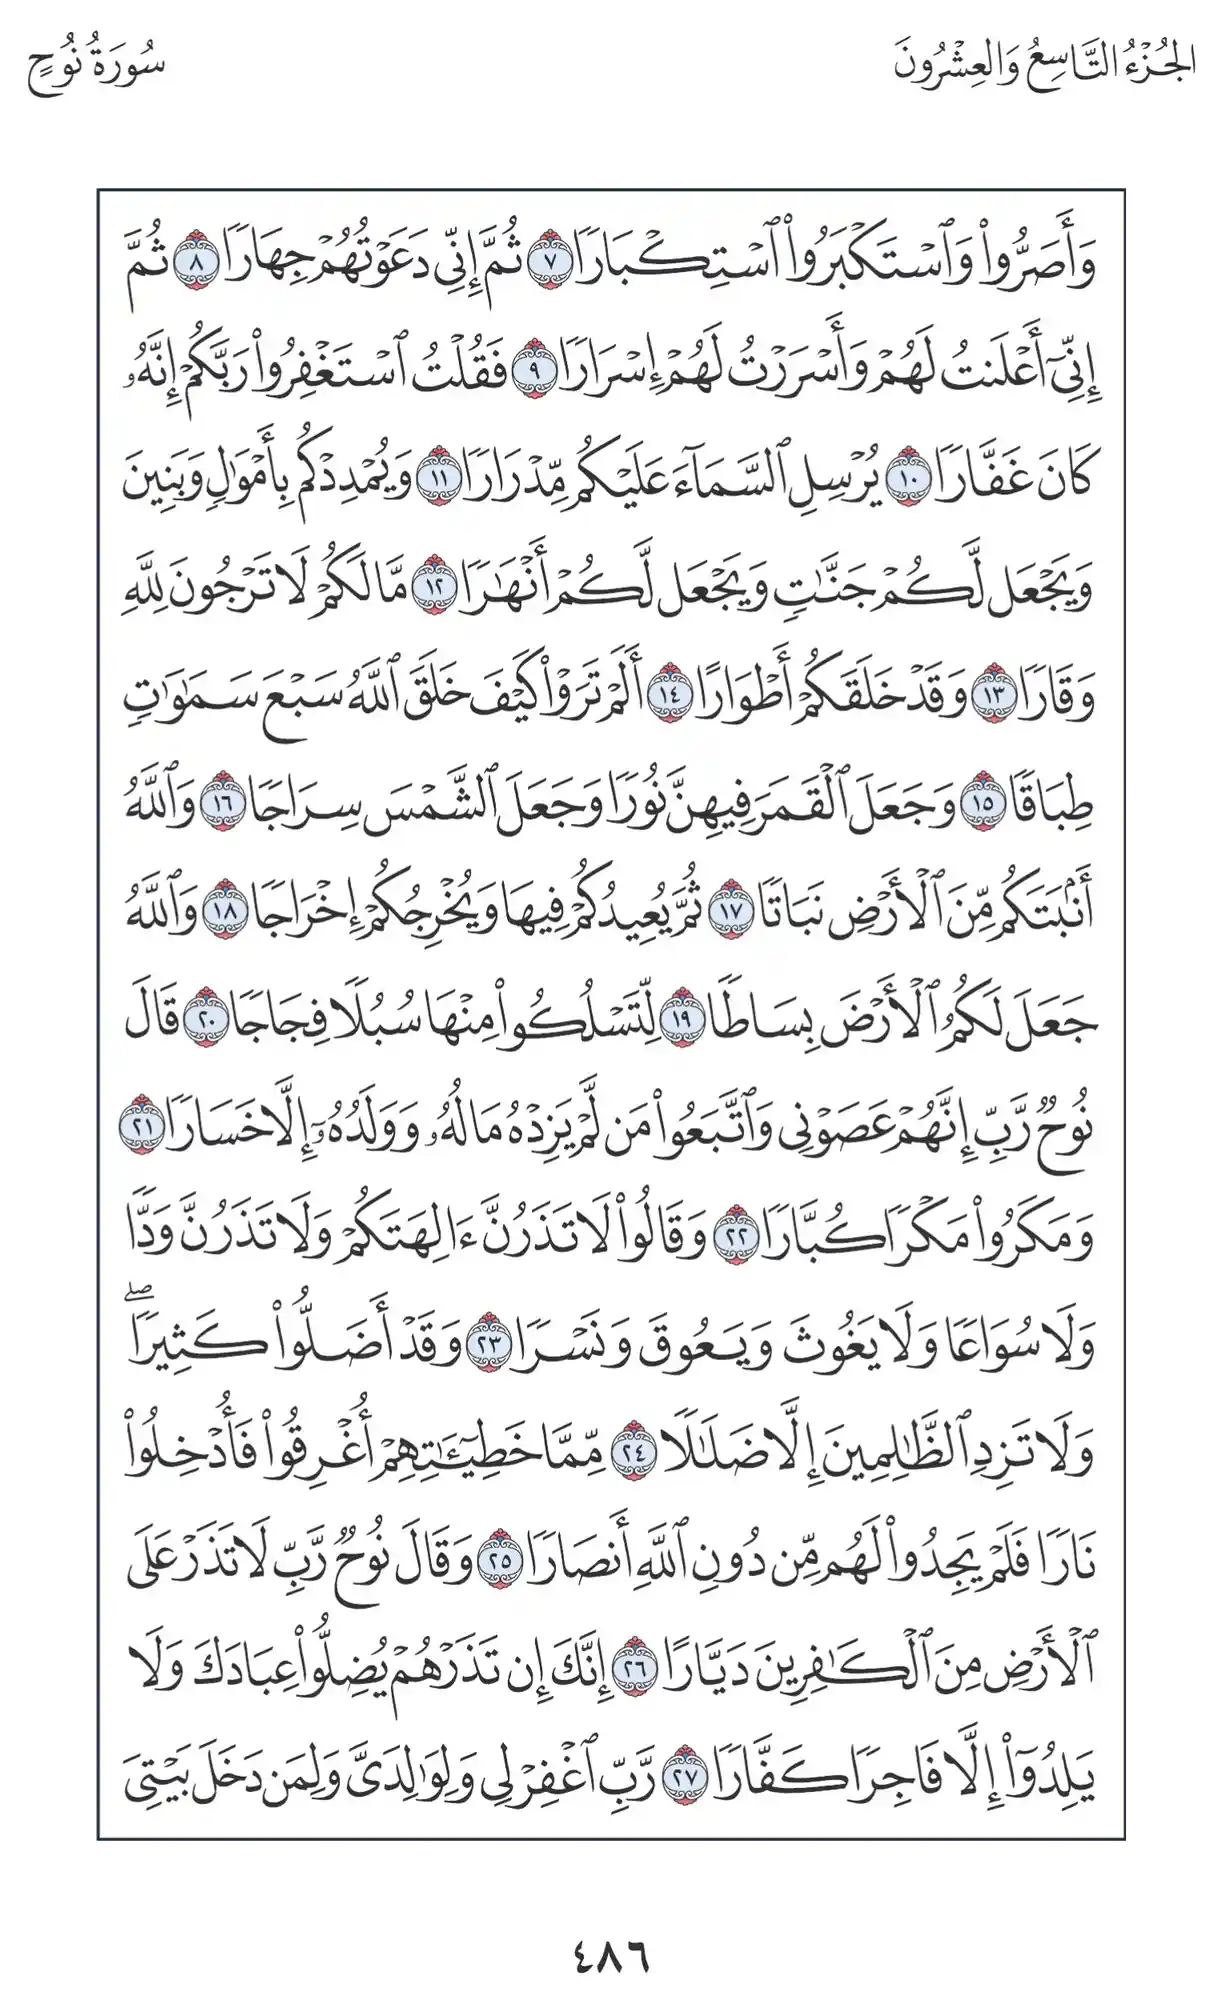 الجُزْءُ التَّاسِعُ وَالعِشْرُونَ
سُورَةُ نُوحٍ
وَأَصَرُّوا۟ وَٱسْتَكْبَرُوا۟ ٱسْتِكْبَارًا ٧ ثُمَّ إِنِّى دَعَوْتُهُمْ جِهَارًا ٨ ثُمَّ
إِنِّىٓ أَعْلَنتُ لَهُمْ وَأَسْرَرْتُ لَهُمْ إِسْرَارًا ٩ فَقُلْتُ ٱسْتَغْفِرُوا۟ رَبَّكُمْ إِنَّهُۥ
كَانَ غَفَّارًا ١٠ يُرْسِلِ ٱلسَّمَآءَ عَلَيْكُم مِّدْرَارًا ١١ وَيُمْدِدْكُم بِأَمْوَٰلٍ وَبَنِينَ
وَيَجْعَل لَّكُمْ جَنَّـٰتٍ وَيَجْعَل لَّكُمْ أَنْهَـٰرًا ١٢ مَّا لَكُمْ لَا تَرْجُونَ لِلَّهِ
وَقَارًا ١٣ وَقَدْ خَلَقَكُمْ أَطْوَارًا ١٤ أَلَمْ تَرَوْا۟ كَيْفَ خَلَقَ ٱللَّهُ سَبْعَ سَمَـٰوَٰتٍ
طِبَاقًا ١٥ وَجَعَلَ ٱلْقَمَرَ فِيهِنَّ نُورًا وَجَعَلَ ٱلشَّمْسَ سِرَاجًا ١٦ وَٱللَّهُ
أَنۢبَتَكُم مِّنَ ٱلْأَرْضِ نَبَاتًا ١٧ ثُمَّ يُعِيدُكُمْ فِيهَا وَيُخْرِجُكُمْ إِخْرَاجًا ١٨ وَٱللَّهُ
جَعَلَ لَكُمُ ٱلْأَرْضَ بِسَاطًا ١٩ لِّتَسْلُكُوا۟ مِنْهَا سُبُلًا فِجَاجًا ٢٠ قَالَ
نُوحٌ رَّبِّ إِنَّهُمْ عَصَوْنِى وَٱتَّبَعُوا۟ مَن لَّمْ يَزِدْهُ مَالُهُۥ وَوَلَدُهُۥٓ إِلَّا خَسَارًا ٢١
وَمَكَرُوا۟ مَكْرًا كُبَّارًا ٢٢ وَقَالُوا۟ لَا تَذَرُنَّ ءَالِهَتَكُمْ وَلَا تَذَرُنَّ وَدًّا
وَلَا سُوَاعًا وَلَا يَغُوثَ وَيَعُوقَ وَنَسْرًا ٢٣ وَقَدْ أَضَلُّوا۟ كَثِيرًا ۖ
وَلَا تَزِدِ ٱلظَّـٰلِمِينَ إِلَّا ضَلَـٰلًا ٢٤ مِّمَّا خَطِيٓـَٔـٰتِهِمْ أُغْرِقُوا۟ فَأُدْخِلُوا۟
نَارًا فَلَمْ يَجِدُوا۟ لَهُم مِّن دُونِ ٱللَّهِ أَنصَارًا ٢٥ وَقَالَ نُوحٌ رَّبِّ لَا تَذَرْ عَلَى
ٱلْأَرْضِ مِنَ ٱلْكَـٰفِرِينَ دَيَّارًا ٢٦ إِنَّكَ إِن تَذَرْهُمْ يُضِلُّوا۟ عِبَادَكَ وَلَا
يَلِدُوٓا۟ إِلَّا فَاجِرًا كَفَّارًا ٢٧ رَّبِّ ٱغْفِرْ لِى وَلِوَٰلِدَىَّ وَلِمَن دَخَلَ بَيْتِىَ
٤٨٦